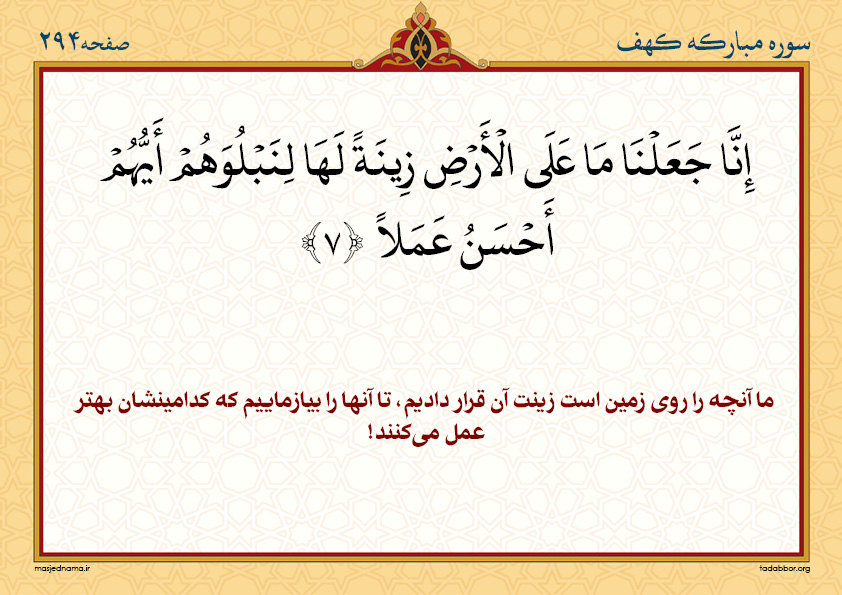 سوره مبارکه کهف
صفحه۲۹۴
إِنَّا جَعَلْنَا مَا عَلَى الْأَرْضِ زِينَةً لَهَا لِنَبْلُوَهُمْ أَيُّهُمْ
أَحْسَنُ عَمَلاً ﴿۷﴾
ما آنچه را روی زمین است زینت آن قرار دادیم، تا آنها را بیازماییم که کدامینشان بهتر
عمل می‌کنند!
masjednama.ir
tadabbor.org